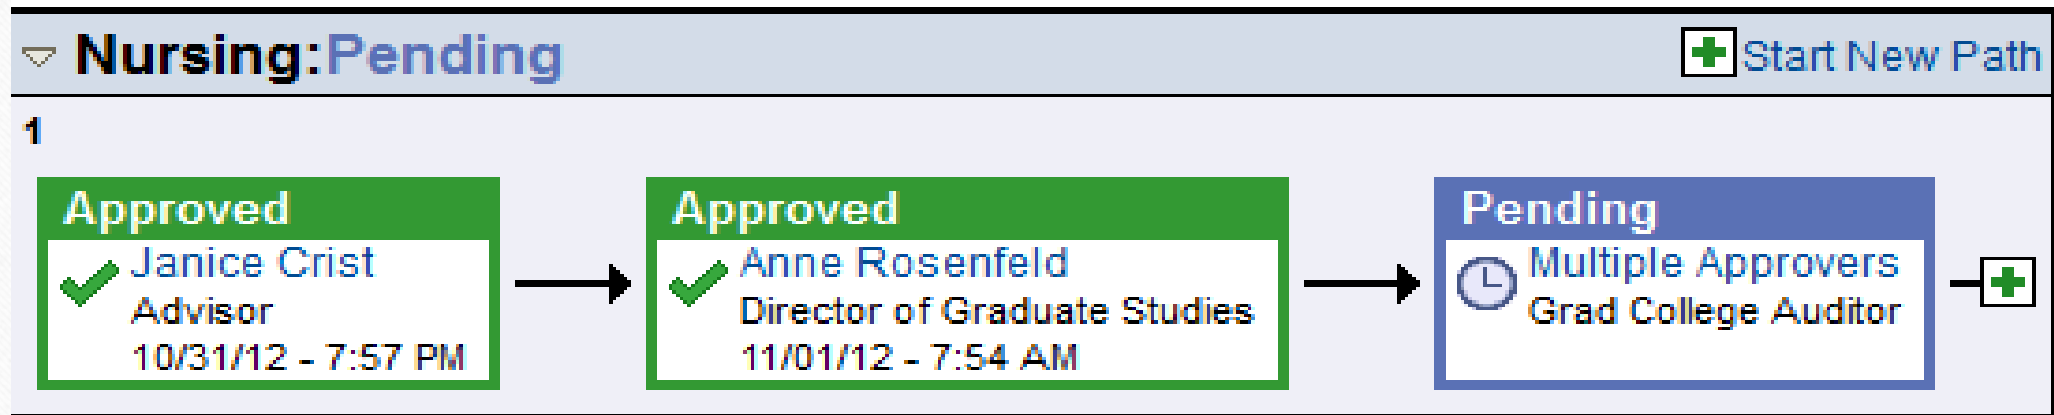 Nursing:Pending
Start New Path
1
Approved
Janice Crist
Advisor
10/31/12 - 7:57 PM
Approved
Anne Rosenfeld
Director of Graduate Studies
11/01/12 - 7:54 AM
Pending
Multiple Approvers
Grad College Auditor